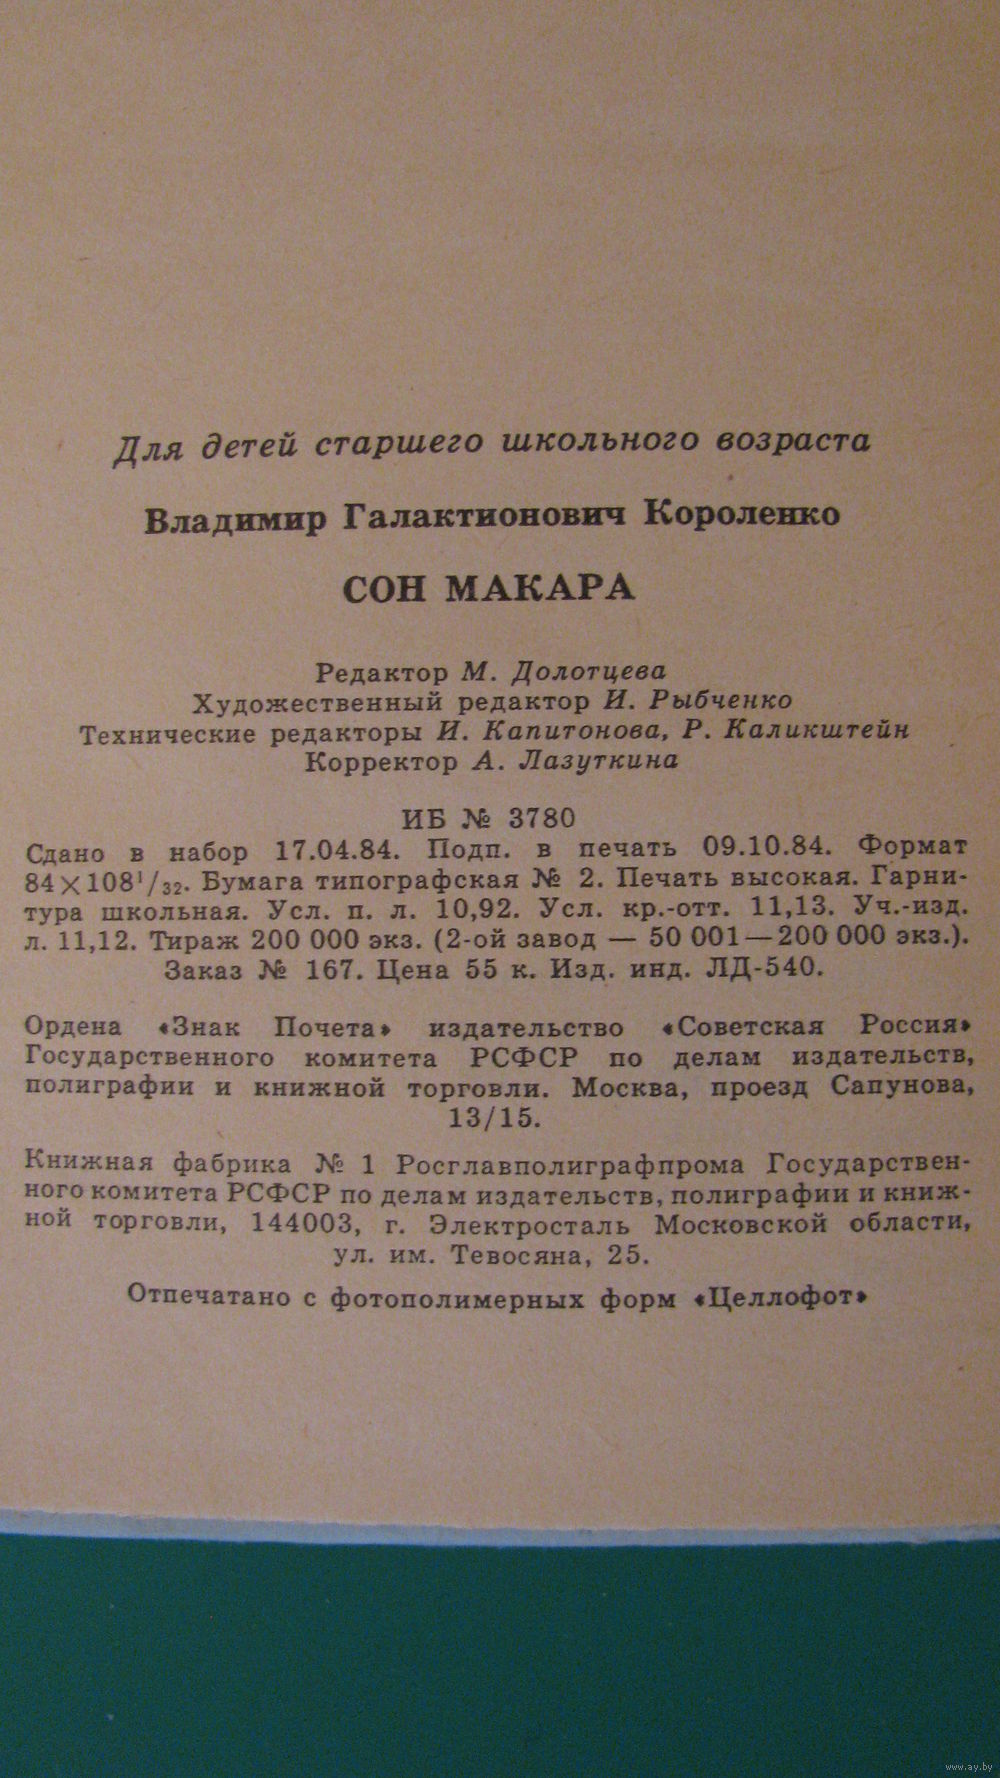 Для детей старшего школьного возраста
Владимир Галактионович Короленко
СОН МАКАРА
Редактор М. Долотцева
Художественный редактор И. Рыбченко
Технические редакторы И. Капитонова, Р. Каликштейн
Корректор А. Лазуткина
ИБ № 3780
Сдано в набор 17.04.84. Подп. в печать 09.10.84. Формат
84×108¹/₃₂. Бумага типографская № 2. Печать высокая. Гарни-
тура школьная. Усл. п. л. 10,92. Усл. кр.-отт. 11,13. Уч.-изд.
л. 11,12. Тираж 200 000 экз. (2-ой завод — 50 001—200 000 экз.).
Заказ № 167. Цена 55 к. Изд. инд. ЛД-540.
Ордена «Знак Почета» издательство «Советская Россия»
Государственного комитета РСФСР по делам издательств,
полиграфии и книжной торговли. Москва, проезд Сапунова,
13/15.
Книжная фабрика № 1 Росглавполиграфпрома Государствен-
ного комитета РСФСР по делам издательств, полиграфии и книж-
ной торговли, 144003, г. Электросталь Московской области,
ул. им. Тевосяна, 25.
Отпечатано с фотополимерных форм «Целлофот»
www.ay.by